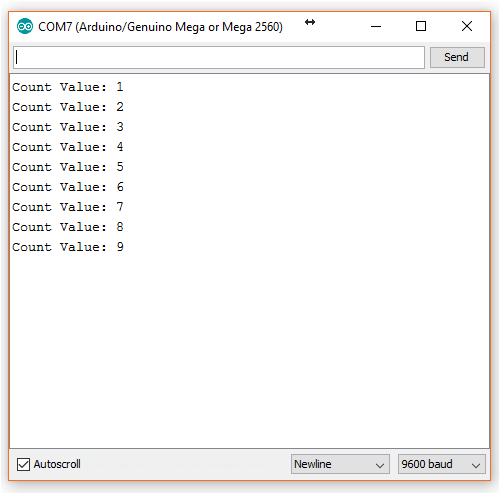 COM7 (Arduino/Genuino Mega or Mega 2560)
Send
Count Value: 1
Count Value: 2
Count Value: 3
Count Value: 4
Count Value: 5
Count Value: 6
Count Value: 7
Count Value: 8
Count Value: 9
Autoscroll Newline 9600 baud